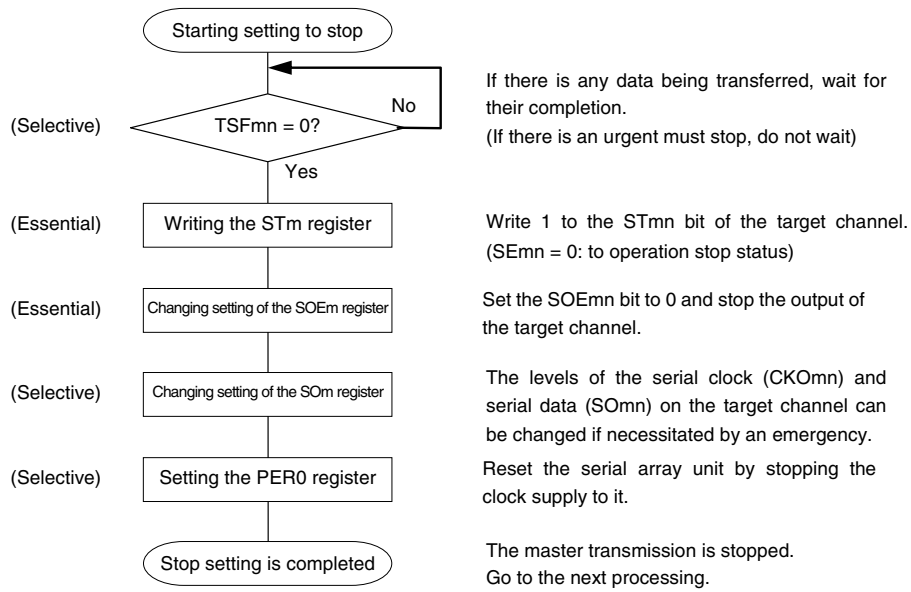 Starting setting to stop
No
If there is any data being transferred, wait for
their completion.
(If there is an urgent must stop, do not wait)
(Selective)
TSFmn = 0?
Yes
(Essential)
Writing the STm register
Write 1 to the STmn bit of the target channel.
(SEmn = 0: to operation stop status)
(Essential)
Changing setting of the SOEm register
Set the SOEmn bit to 0 and stop the output of
the target channel.
(Selective)
Changing setting of the SOm register
The levels of the serial clock (CKOmn) and
serial data (SOmn) on the target channel can
be changed if necessitated by an emergency.
(Selective)
Setting the PER0 register
Reset the serial array unit by stopping the
clock supply to it.
Stop setting is completed
The master transmission is stopped.
Go to the next processing.